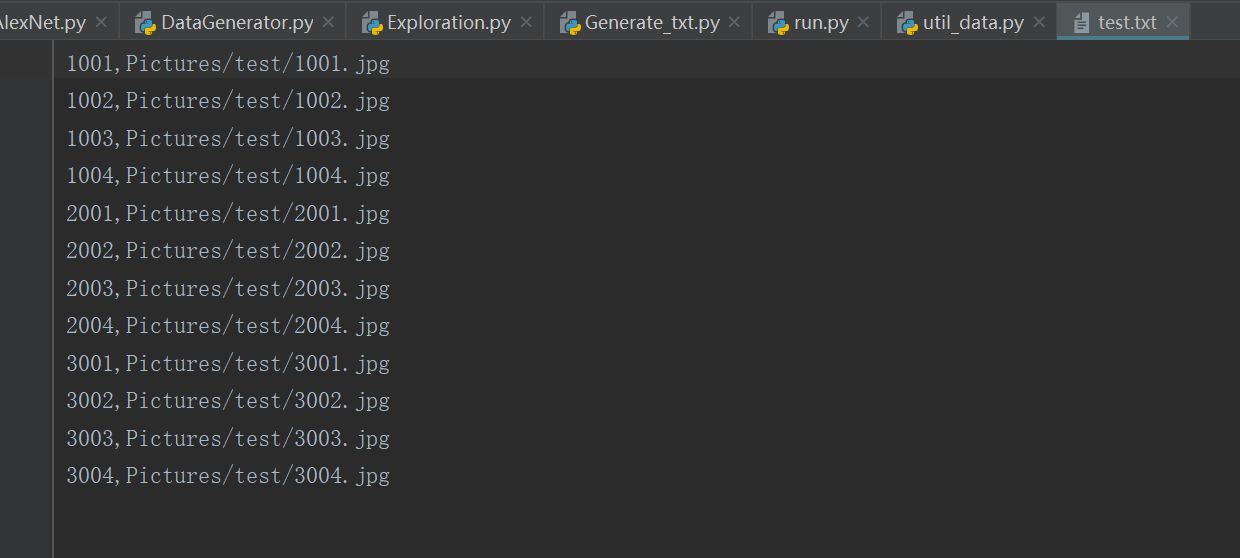 lexNet.py DataGenerator.py Exploration.py Generate_txt.py run.py util_data.py test.txt
1001,Pictures/test/1001.jpg
1002,Pictures/test/1002.jpg
1003,Pictures/test/1003.jpg
1004,Pictures/test/1004.jpg
2001,Pictures/test/2001.jpg
2002,Pictures/test/2002.jpg
2003,Pictures/test/2003.jpg
2004,Pictures/test/2004.jpg
3001,Pictures/test/3001.jpg
3002,Pictures/test/3002.jpg
3003,Pictures/test/3003.jpg
3004,Pictures/test/3004.jpg